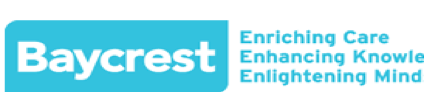 Baycrest
Enriching Care
Enhancing Knowle
Enlightening Mind